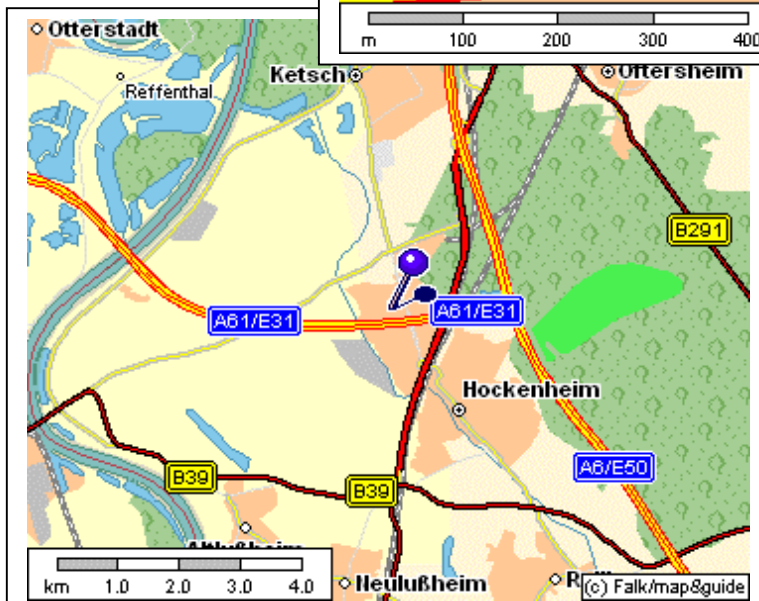 m 100 200 300 400
Otterstadt
Ketsch
Oftersheim
Reffenthal
B291
A61/E31
A61/E31
Hockenheim
A6/E50
B39
B39
km 1.0 2.0 3.0 4.0
Neulußheim
(c) Falk/map&guide